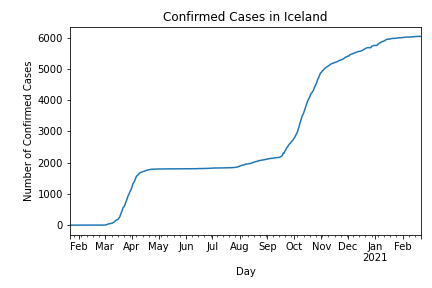 Confirmed Cases in Iceland
Number of Confirmed Cases
6000
5000
4000
3000
2000
1000
0
Feb Mar Apr May Jun Jul Aug Sep Oct Nov Dec Jan Feb
2021
Day